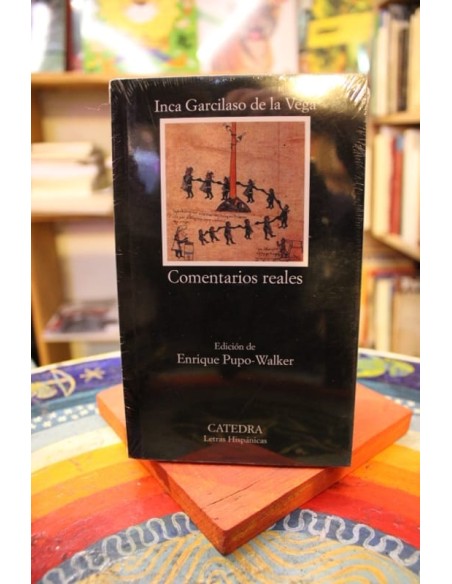 Inca Garcilaso de la Vega
Comentarios reales
Edición de
Enrique Pupo-Walker
CATEDRA
Letras Hispánicas